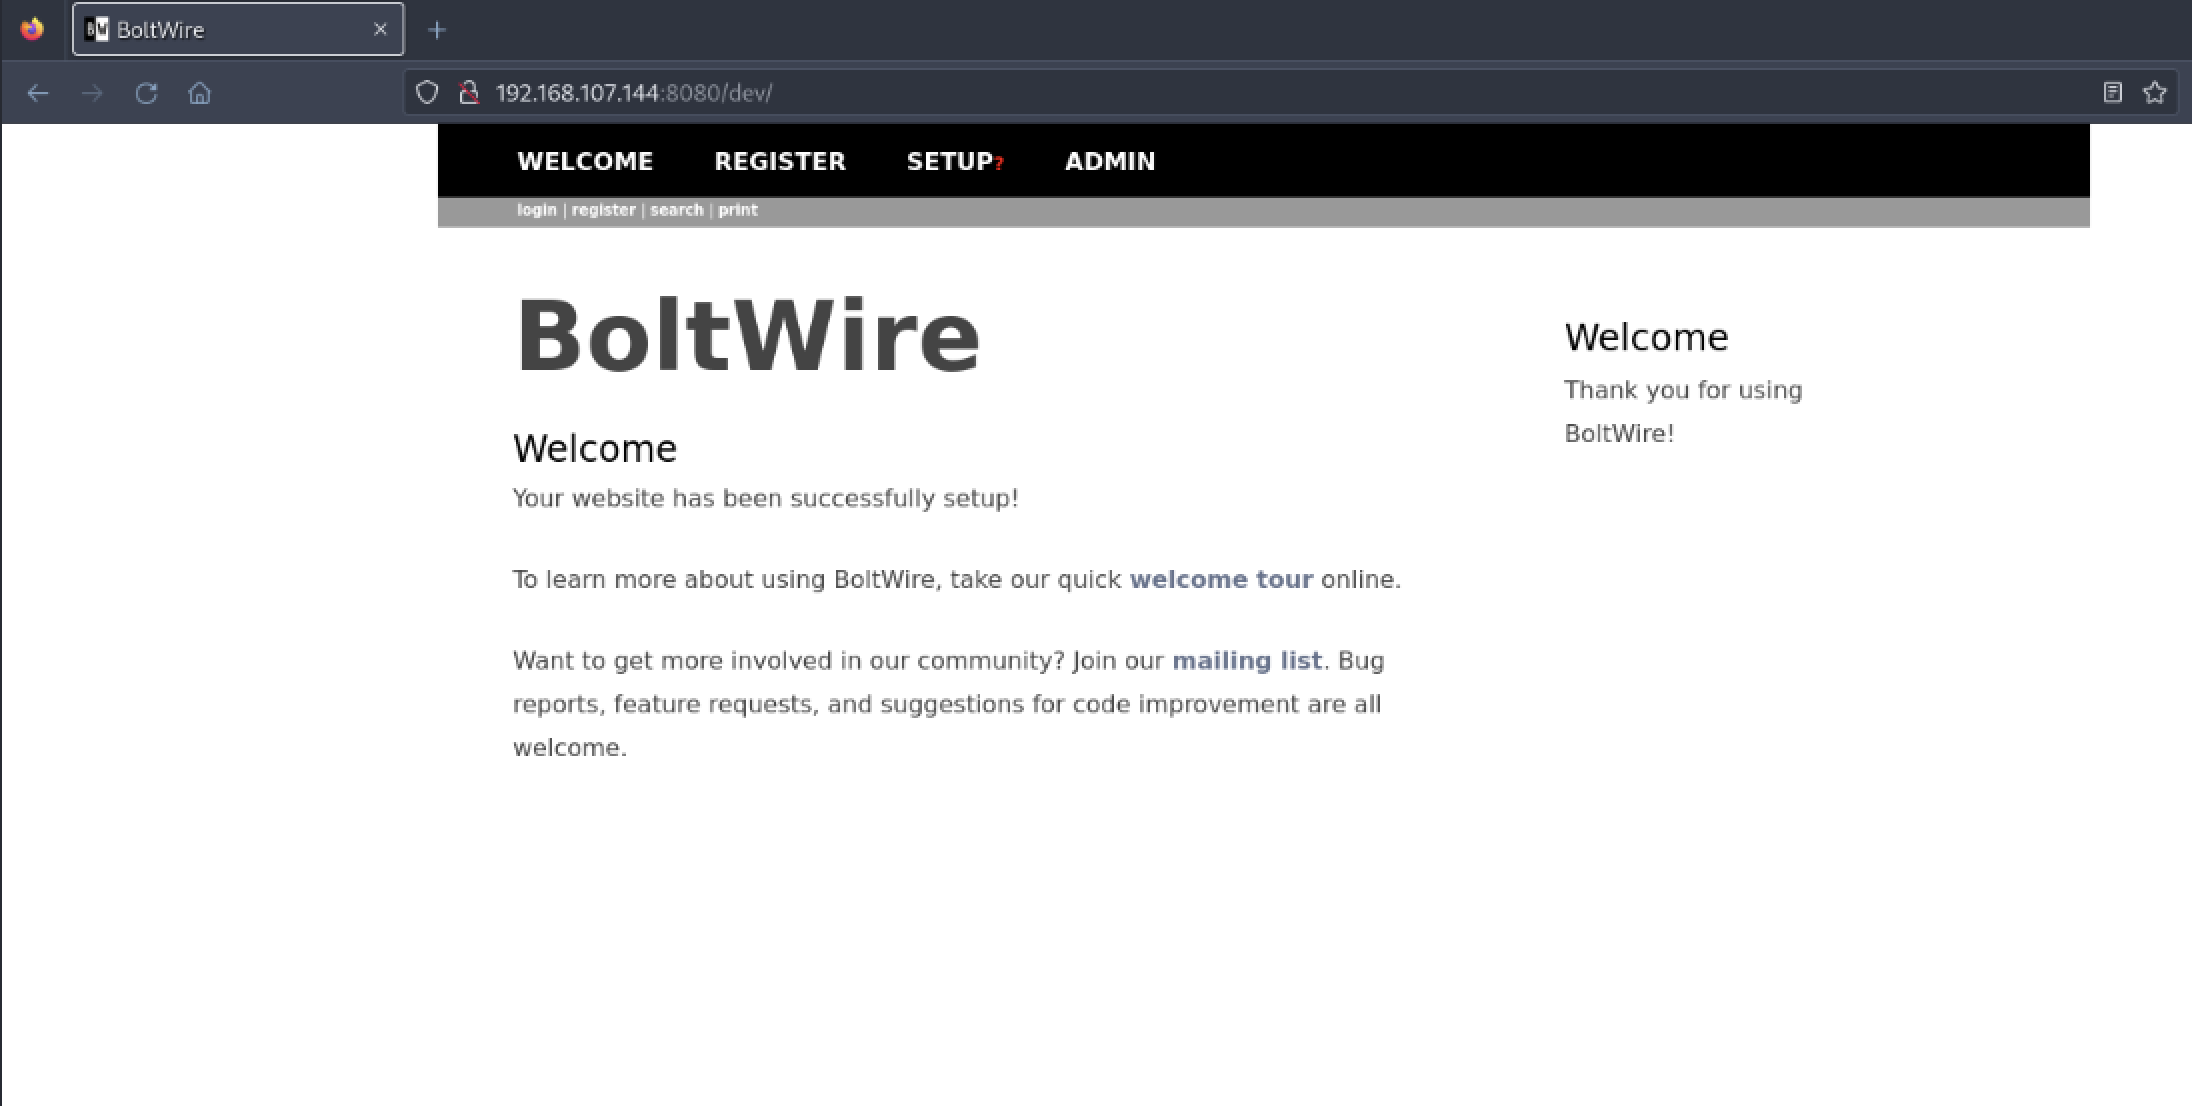 BoltWire
192.168.107.144:8080/dev/
WELCOME REGISTER SETUP? ADMIN
login | register | search | print
BoltWire
Welcome
Your website has been successfully setup!
To learn more about using BoltWire, take our quick welcome tour online.
Want to get more involved in our community? Join our mailing list. Bug
reports, feature requests, and suggestions for code improvement are all
welcome.
Welcome
Thank you for using
BoltWire!